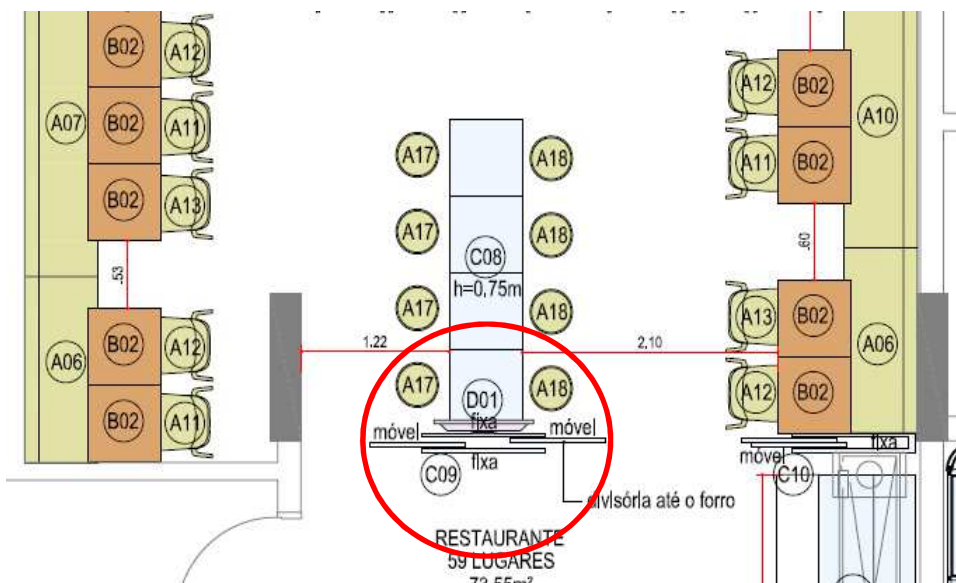 B02
A12
A12
B02
A07
B02
A11
A10
A17
A18
A11
B02
B02
A13
A17
A18
.60
C08
.53
h=0,75m
A17
A18
A13
B02
A06
B02
A12
A06
1.22
2.10
A17
D01
A18
A12
B02
B02
A11
fixa
móvel
móvel
fixa
fixa
móvel
C09
C10
divisória até o forro
RESTAURANTE
59 LUGARES
73,55m²